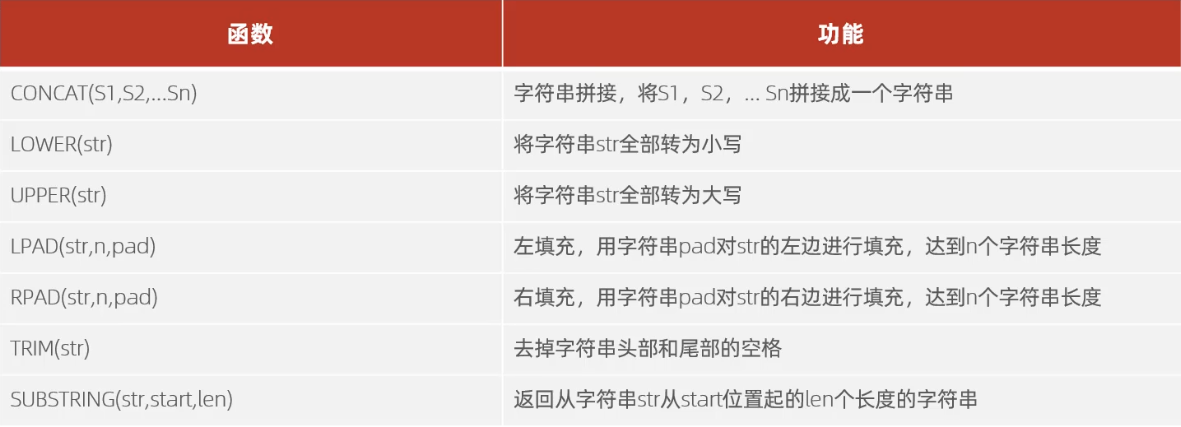 函数 功能
CONCAT(S1,S2,...Sn) 字符串拼接，将S1，S2，... Sn拼接成一个字符串
LOWER(str) 将字符串str全部转为小写
UPPER(str) 将字符串str全部转为大写
LPAD(str,n,pad) 左填充，用字符串pad对str的左边进行填充，达到n个字符串长度
RPAD(str,n,pad) 右填充，用字符串pad对str的右边进行填充，达到n个字符串长度
TRIM(str) 去掉字符串头部和尾部的空格
SUBSTRING(str,start,len) 返回从字符串str从start位置起的len个长度的字符串